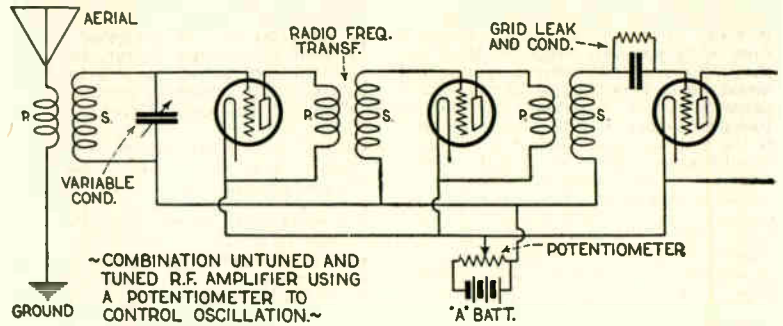 AERIAL
RADIO FREQ.
TRANSF.
GRID LEAK
AND COND.
P.
S.
P.
S.
P.
S.
VARIABLE
COND.
POTENTIOMETER
~COMBINATION UNTUNED AND
TUNED R.F. AMPLIFIER USING
A POTENTIOMETER TO
CONTROL OSCILLATION.~
"A" BATT.
GROUND